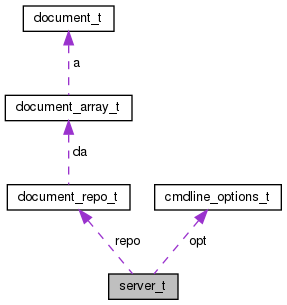 document_t
a
document_array_t
da
document_repo_t
cmdline_options_t
repo
opt
server_t